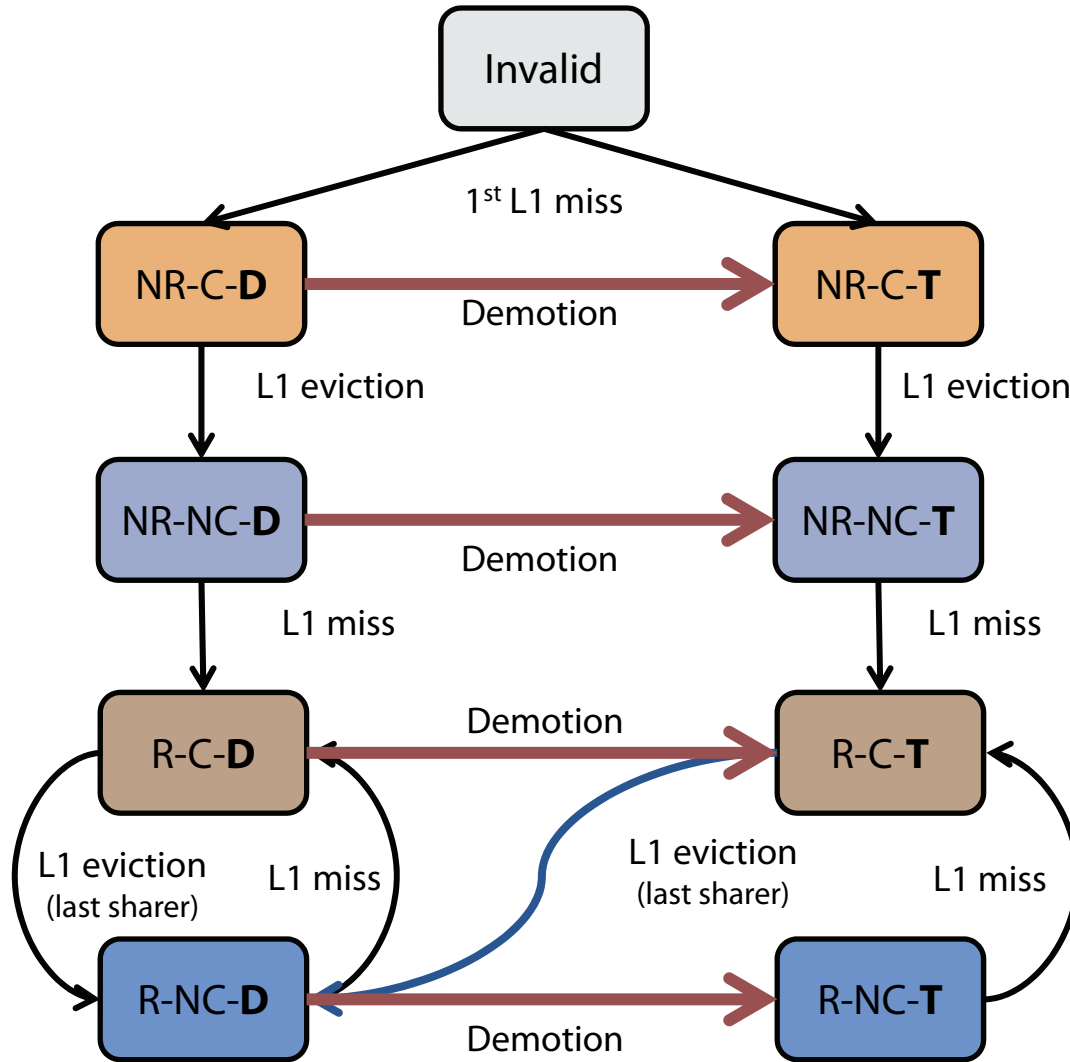 Invalid
1st L1 miss
NR-C-D
NR-C-T
Demotion
L1 eviction
L1 eviction
NR-NC-D
NR-NC-T
Demotion
L1 miss
L1 miss
Demotion
R-C-D
R-C-T
L1 eviction
(last sharer)
L1 miss
L1 eviction
(last sharer)
L1 miss
R-NC-D
R-NC-T
Demotion